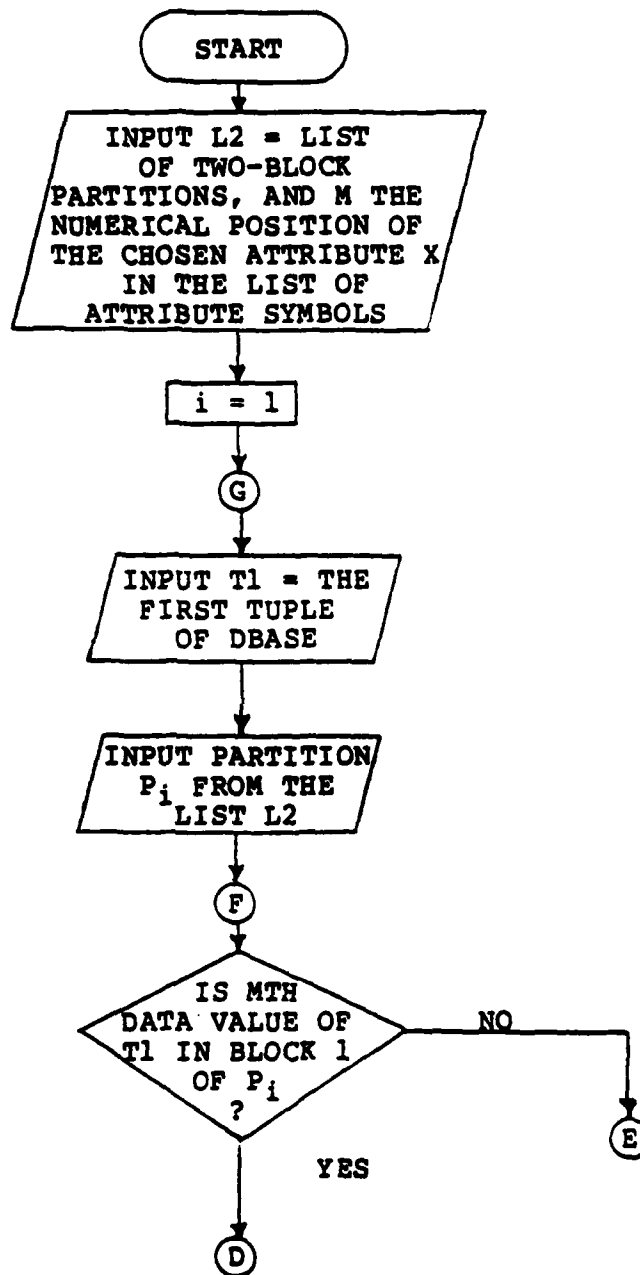 START
INPUT L2 = LIST
OF TWO-BLOCK
PARTITIONS, AND M THE
NUMERICAL POSITION OF
THE CHOSEN ATTRIBUTE X
IN THE LIST OF
ATTRIBUTE SYMBOLS
i = 1
G
INPUT T1 = THE
FIRST TUPLE
OF DBASE
INPUT PARTITION
Pi FROM THE
LIST L2
F
IS MTH
DATA VALUE OF
T1 IN BLOCK 1
OF Pi
?
NO
E
YES
D